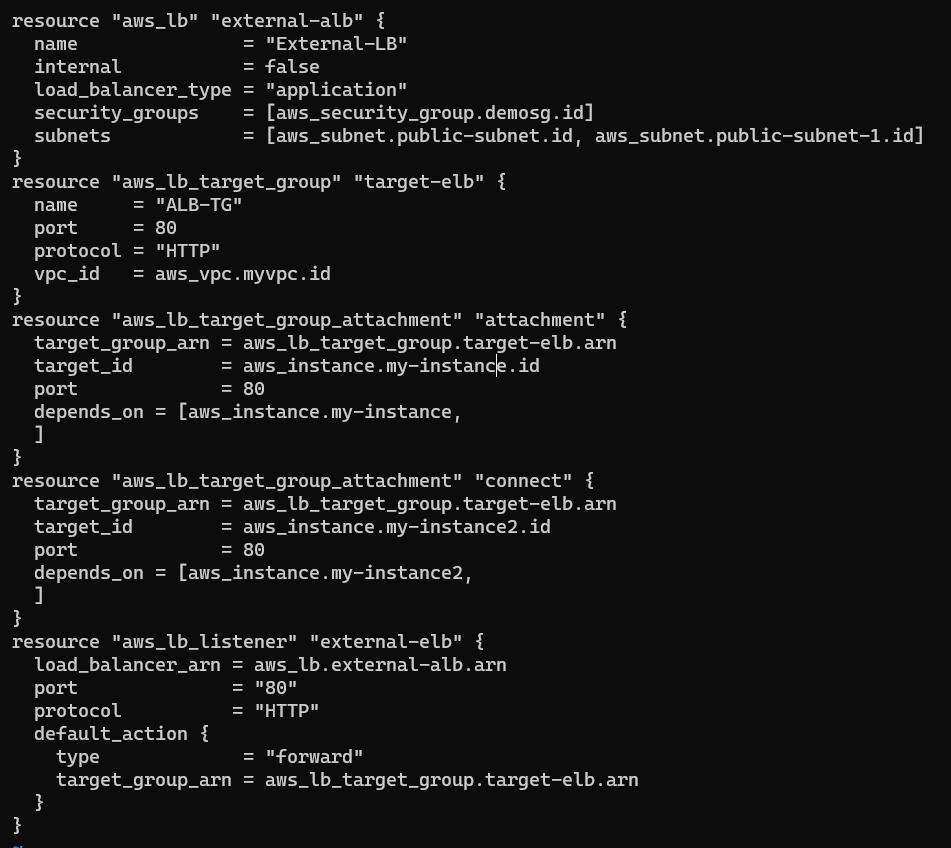 resource "aws_lb" "external-alb" {
  name               = "External-LB"
  internal           = false
  load_balancer_type = "application"
  security_groups    = [aws_security_group.demosg.id]
  subnets            = [aws_subnet.public-subnet.id, aws_subnet.public-subnet-1.id]
}
resource "aws_lb_target_group" "target-elb" {
  name     = "ALB-TG"
  port     = 80
  protocol = "HTTP"
  vpc_id   = aws_vpc.myvpc.id
}
resource "aws_lb_target_group_attachment" "attachment" {
  target_group_arn = aws_lb_target_group.target-elb.arn
  target_id        = aws_instance.my-instance.id
  port             = 80
  depends_on = [aws_instance.my-instance,
  ]
}
resource "aws_lb_target_group_attachment" "connect" {
  target_group_arn = aws_lb_target_group.target-elb.arn
  target_id        = aws_instance.my-instance2.id
  port             = 80
  depends_on = [aws_instance.my-instance2,
  ]
}
resource "aws_lb_listener" "external-elb" {
  load_balancer_arn = aws_lb.external-alb.arn
  port              = "80"
  protocol          = "HTTP"
  default_action {
    type             = "forward"
    target_group_arn = aws_lb_target_group.target-elb.arn
  }
}